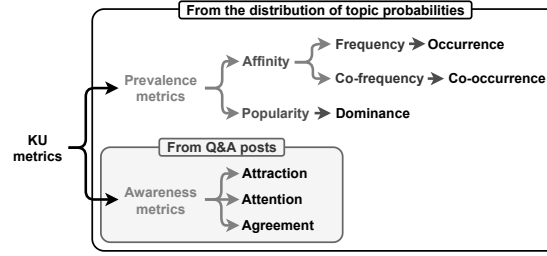 From the distribution of topic probabilities
Frequency
Occurrence
Affinity
Prevalence
metrics
Co-frequency
Co-occurrence
Popularity
Dominance
KU
metrics
From Q&A posts
Attraction
Awareness
metrics
Attention
Agreement